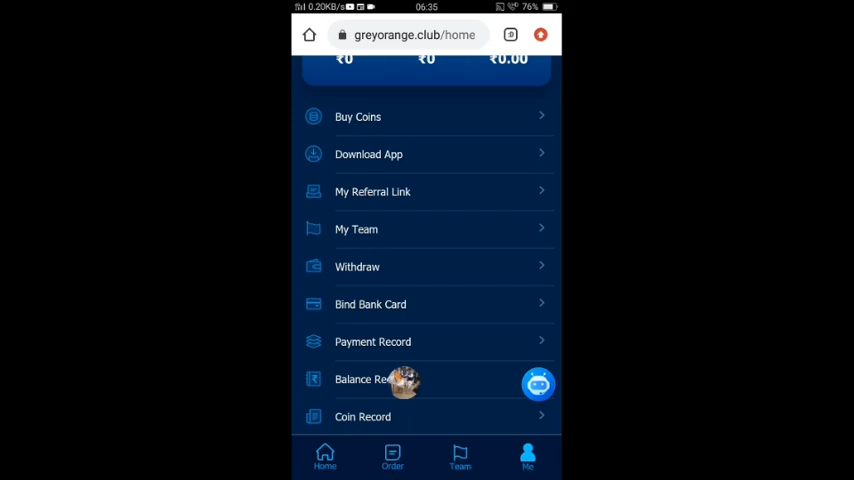 0.20KB/s 06:35 76%
greyorange.club/home
₹0 ₹0 ₹0.00
Buy Coins
Download App
My Referral Link
My Team
Withdraw
Bind Bank Card
Payment Record
Balance Re
Coin Record
Home Order Team Me